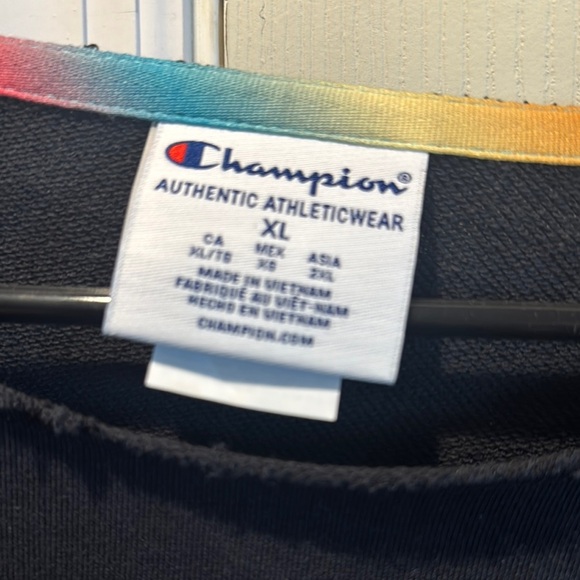 Champion®
AUTHENTIC ATHLETICWEAR
XL
CA MEX ASIA
XL/TG XG 2XL
MADE IN VIETNAM
FABRIQUÉ AU VIÊT-NAM
HECHO EN VIETNAM
CHAMPION.COM